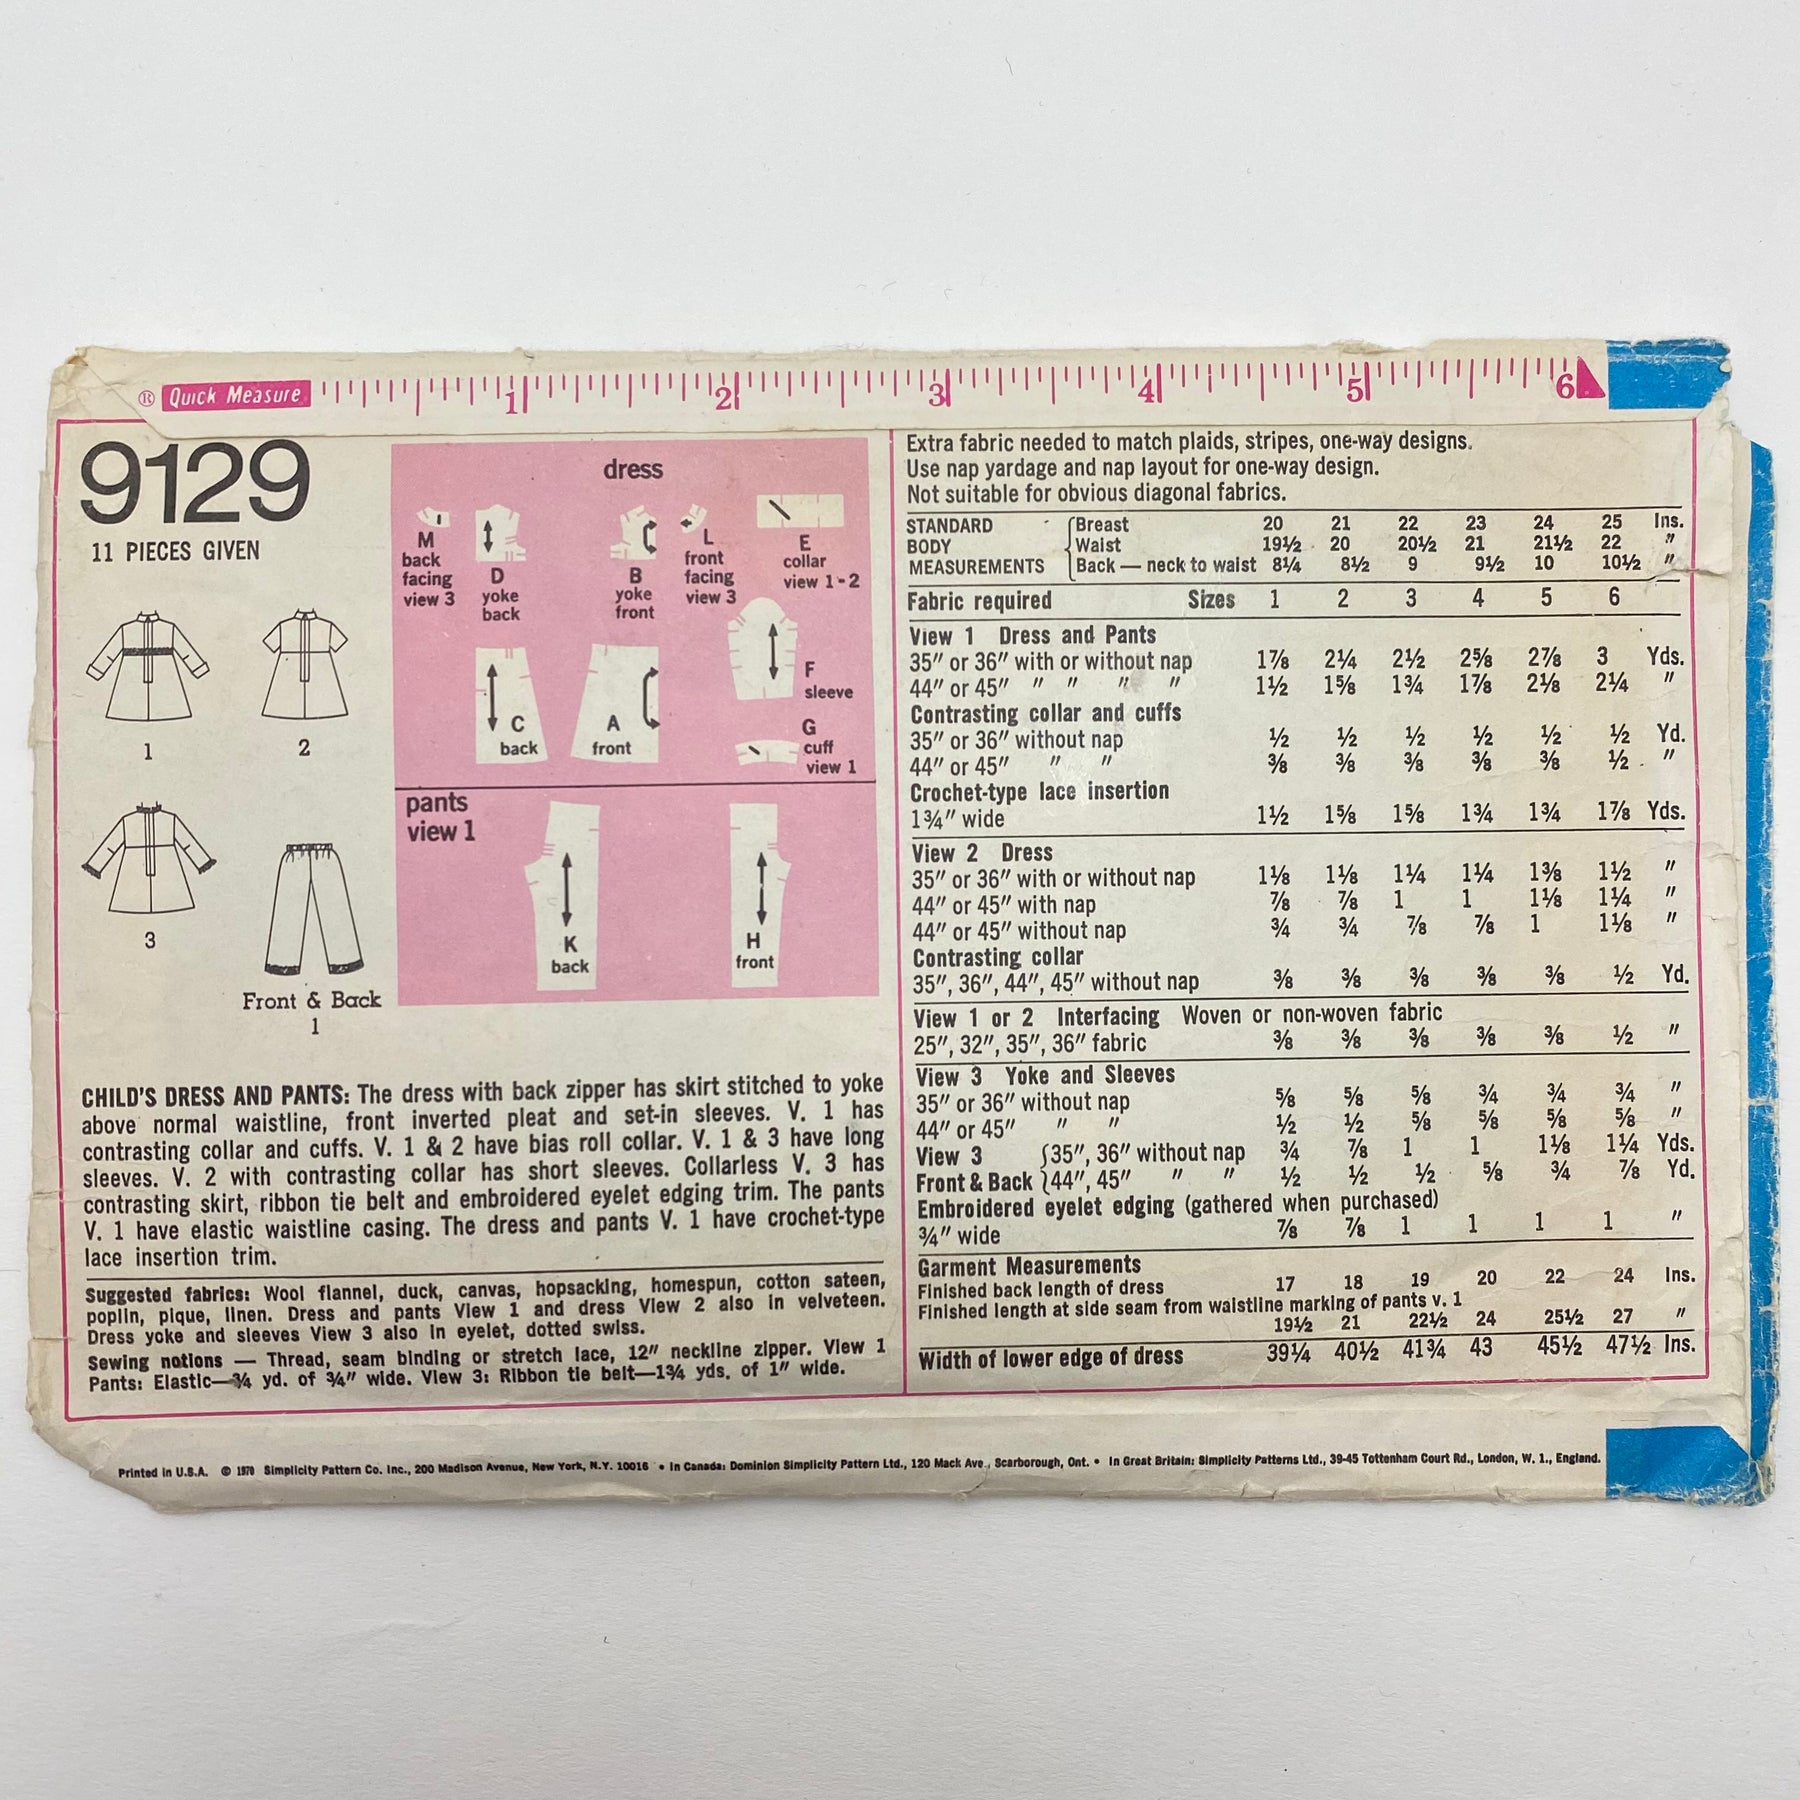 ® Quick Measure 1 2 3 4 5 6
9129
11 PIECES GIVEN
1
2
3
Front & Back
1
dress
M
back
facing
view 3
D
yoke
back
B
yoke
front
L
front
facing
view 3
E
collar
view 1-2
C
back
A
front
F
sleeve
G
cuff
view 1
pants
view 1
K
back
H
front
CHILD'S DRESS AND PANTS: The dress with back zipper has skirt stitched to yoke
above normal waistline, front inverted pleat and set-in sleeves. V. 1 has
contrasting collar and cuffs. V. 1 & 2 have bias roll collar. V. 1 & 3 have long
sleeves. V. 2 with contrasting collar has short sleeves. Collarless V. 3 has
contrasting skirt, ribbon tie belt and embroidered eyelet edging trim. The pants
V. 1 have elastic waistline casing. The dress and pants V. 1 have crochet-type
lace insertion trim.
Suggested fabrics: Wool flannel, duck, canvas, hopsacking, homespun, cotton sateen,
poplin, pique, linen. Dress and pants View 1 and dress View 2 also in velveteen.
Dress yoke and sleeves View 3 also in eyelet, dotted swiss.
Sewing notions — Thread, seam binding or stretch lace, 12" neckline zipper. View 1
Pants: Elastic—¾ yd. of ¾" wide. View 3: Ribbon tie belt—1¾ yds. of 1" wide.
Extra fabric needed to match plaids, stripes, one-way designs.
Use nap yardage and nap layout for one-way design.
Not suitable for obvious diagonal fabrics.
STANDARD Breast 20 21 22 23 24 25 Ins.
BODY Waist 19½ 20 20½ 21 21½ 22 "
MEASUREMENTS Back — neck to waist 8¼ 8½ 9 9½ 10 10½ "
Fabric required Sizes 1 2 3 4 5 6
View 1 Dress and Pants
35" or 36" with or without nap 1⅞ 2¼ 2½ 2⅝ 2⅞ 3 Yds.
44" or 45" " " " " 1½ 1⅝ 1¾ 1⅞ 2⅛ 2¼ "
Contrasting collar and cuffs
35" or 36" without nap ½ ½ ½ ½ ½ ½ Yd.
44" or 45" " " ⅜ ⅜ ⅜ ⅜ ⅜ ½ "
Crochet-type lace insertion
1¾" wide 1½ 1⅝ 1⅝ 1¾ 1¾ 1⅞ Yds.
View 2 Dress
35" or 36" with or without nap 1⅛ 1⅛ 1¼ 1¼ 1⅜ 1½ "
44" or 45" with nap ⅞ ⅞ 1 1 1⅛ 1¼ "
44" or 45" without nap ¾ ¾ ⅞ ⅞ 1 1⅛ "
Contrasting collar
35", 36", 44", 45" without nap ⅜ ⅜ ⅜ ⅜ ⅜ ½ Yd.
View 1 or 2 Interfacing Woven or non-woven fabric
25", 32", 35", 36" fabric ⅜ ⅜ ⅜ ⅜ ⅜ ½ "
View 3 Yoke and Sleeves
35" or 36" without nap ⅝ ⅝ ⅝ ¾ ¾ ¾ "
44" or 45" " " ½ ½ ⅝ ⅝ ⅝ ⅝ "
View 3 35", 36" without nap ¾ ⅞ 1 1 1⅛ 1¼ Yds.
Front & Back 44", 45" " " ½ ½ ½ ⅝ ¾ ⅞ Yd.
Embroidered eyelet edging (gathered when purchased)
¾" wide ⅞ ⅞ 1 1 1 1 "
Garment Measurements
Finished back length of dress 17 18 19 20 22 24 Ins.
Finished length at side seam from waistline marking of pants v. 1
19½ 21 22½ 24 25½ 27 "
Width of lower edge of dress 39¼ 40½ 41¾ 43 45½ 47½ Ins.
Printed in U.S.A. © 1970 Simplicity Pattern Co. Inc., 200 Madison Avenue, New York, N.Y. 10016 • In Canada: Dominion Simplicity Pattern Ltd., 120 Mack Ave., Scarborough, Ont. • In Great Britain: Simplicity Patterns Ltd., 39-45 Tottenham Court Rd., London, W. 1., England.